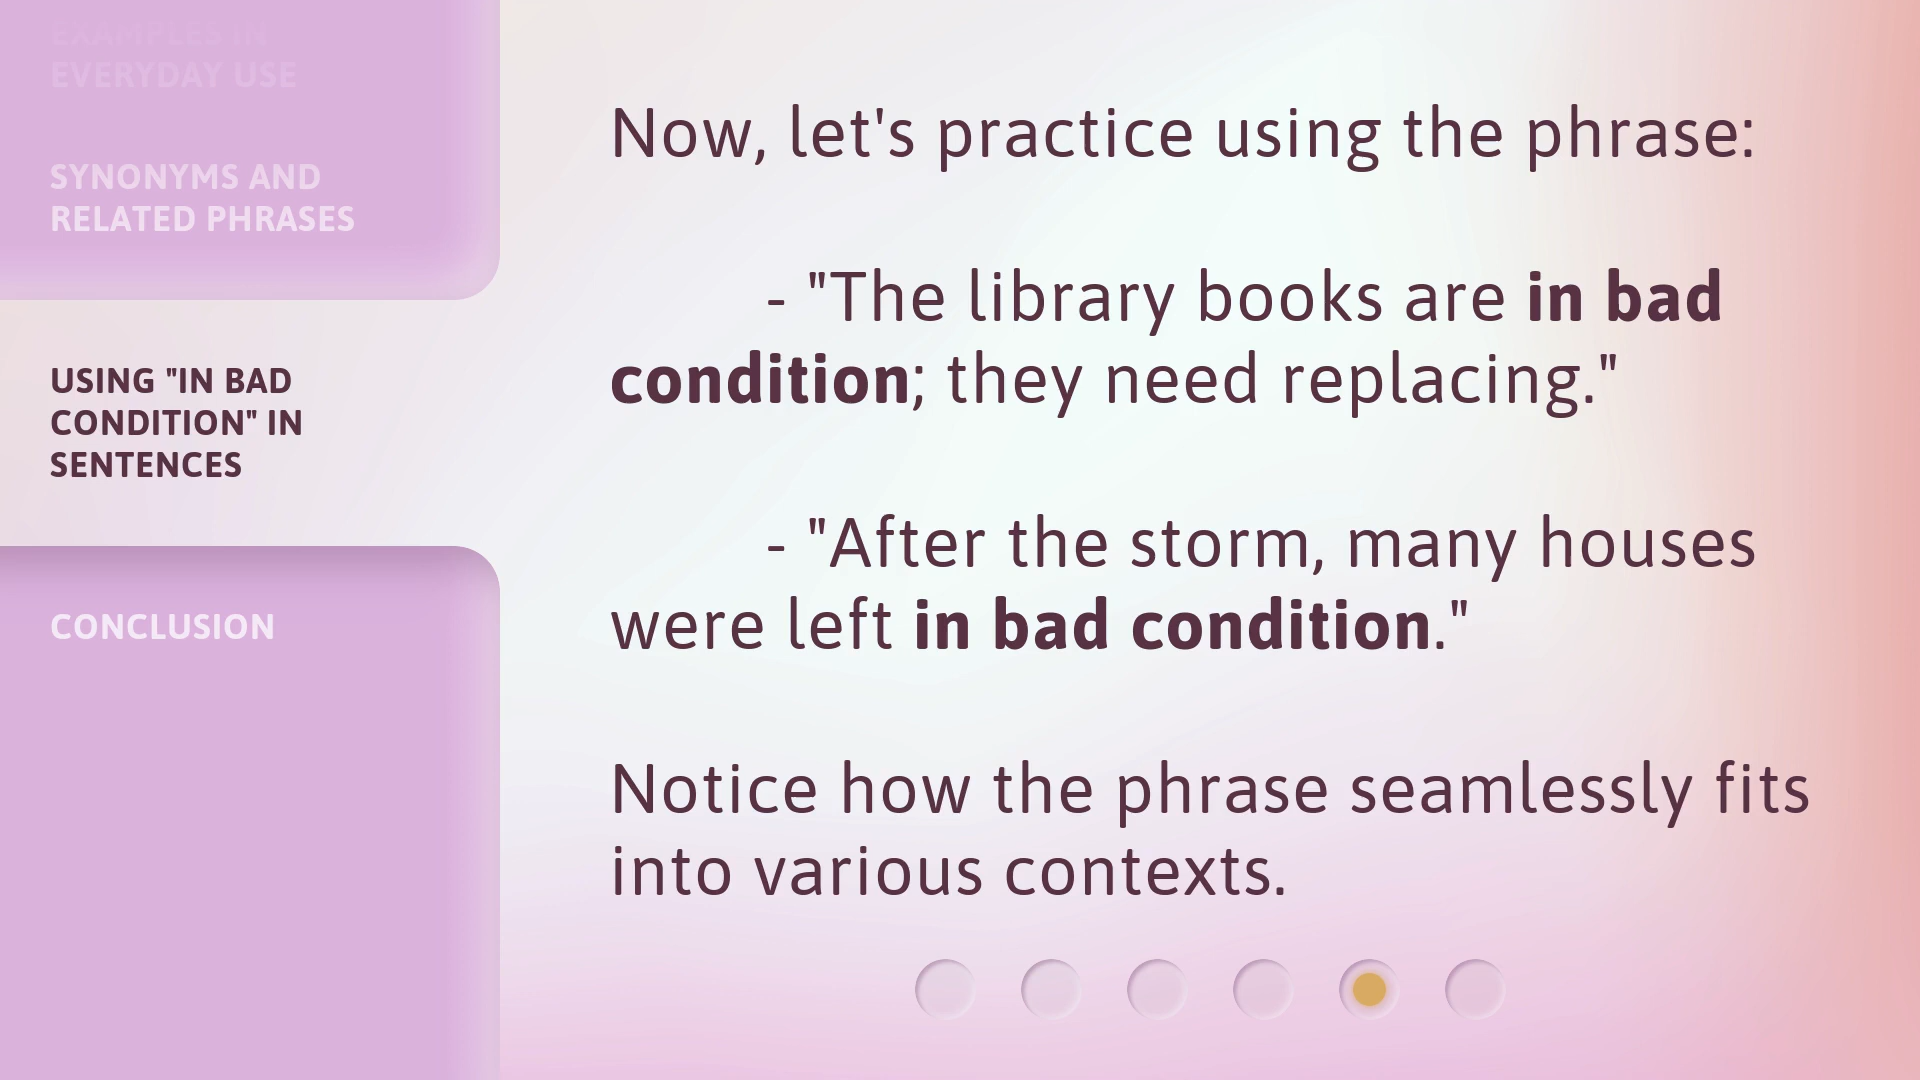 EXAMPLES IN
EVERYDAY USE
SYNONYMS AND
RELATED PHRASES
USING "IN BAD
CONDITION" IN
SENTENCES
CONCLUSION
Now, let's practice using the phrase:
- "The library books are in bad
condition; they need replacing."
- "After the storm, many houses
were left in bad condition."
Notice how the phrase seamlessly fits
into various contexts.